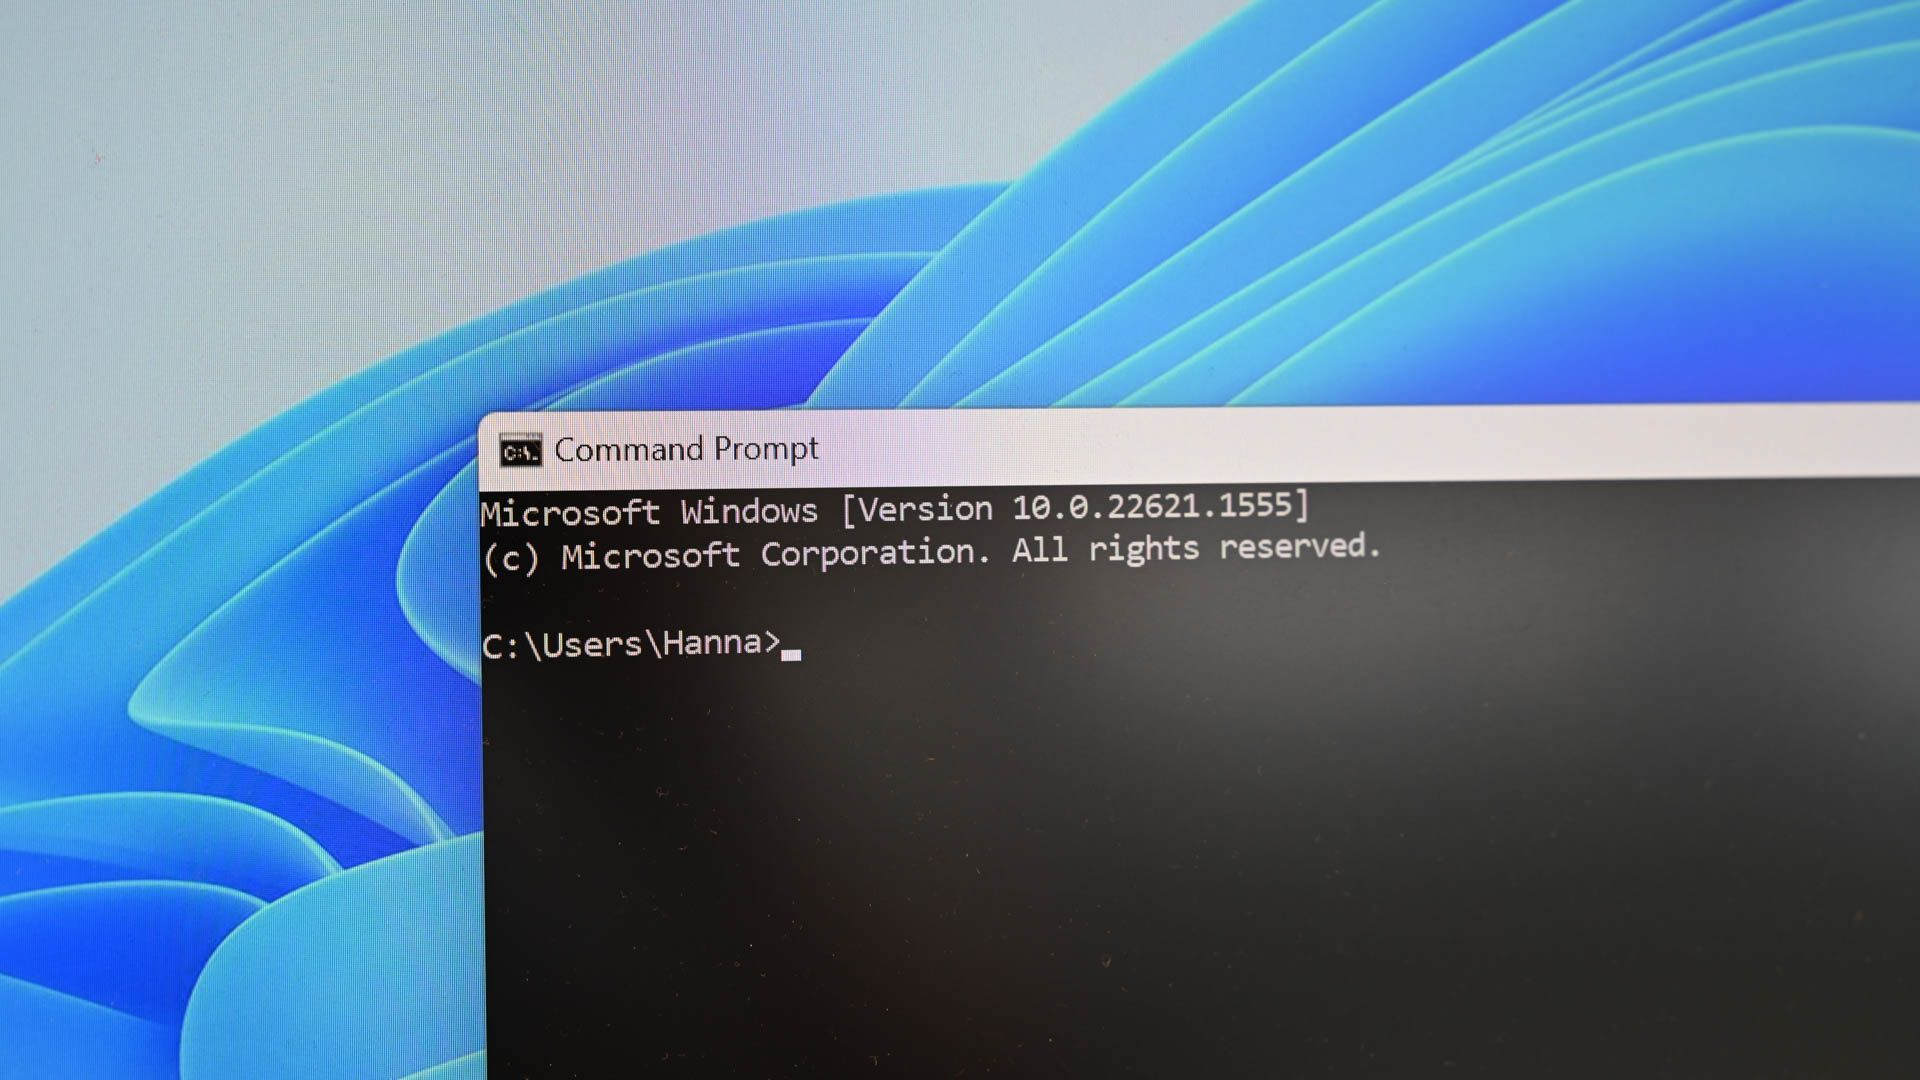 C:\.
Command Prompt
Microsoft Windows [Version 10.0.22621.1555]
(c) Microsoft Corporation. All rights reserved.
C:\Users\Hanna>